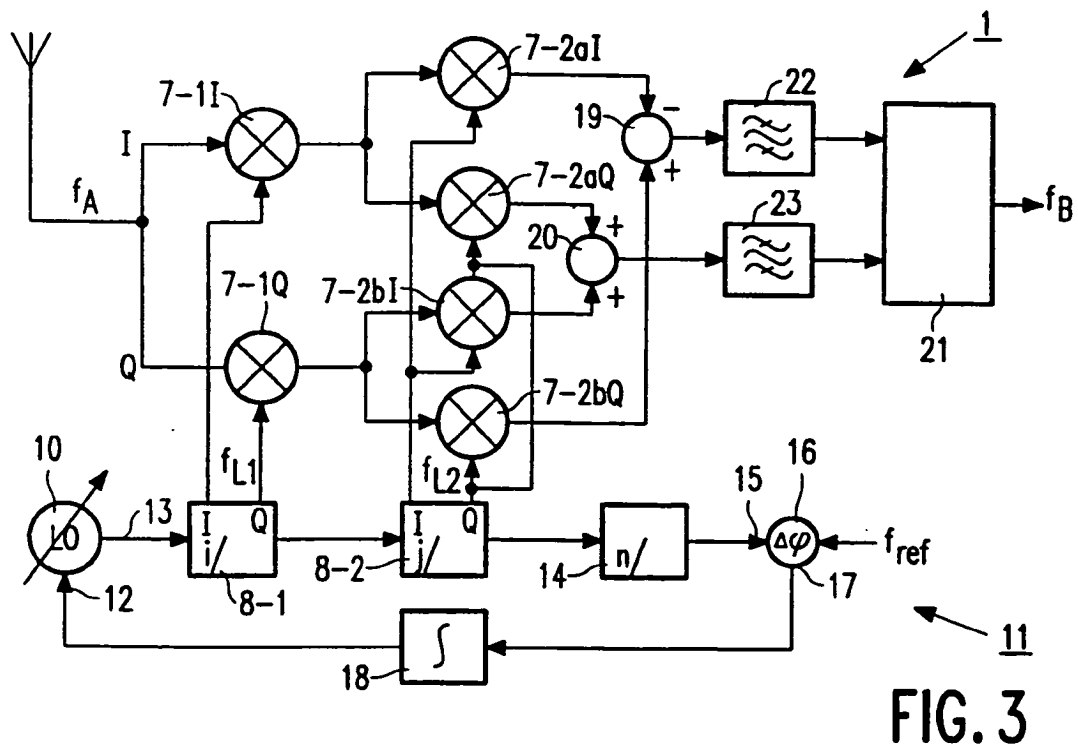 1
7-2aI
7-1I
22
19
−
+
I
f_A
7-2aQ
23
f_B
20
+
+
7-1Q
7-2bI
21
Q
7-2bQ
10
f_L1
f_L2
16
15
LO
13
I Q
i/
I Q
j/
n/
Δφ
f_ref
12
8-1
8-2
14
17
∫
18
11
FIG. 3